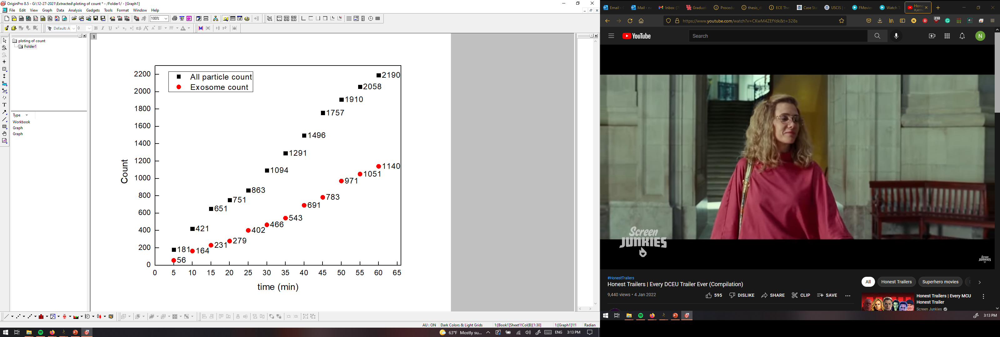 OriginPro 8.5 - G:\12-27-2021\Extracted\ploting of count * - /Folder1/ - [Graph1]
File Edit View Graph Data Analysis Gadgets Tools Format Window Help
100%
Default: A 0
ploting of count
Folder1
Type
Workbook
Graph
Graph
1
All particle count
Exosome count
2200
2000
1800
1600
1400
1200
1000
800
600
400
200
0
Count
0 5 10 15 20 25 30 35 40 45 50 55 60 65
time (min)
181
421
651
751
863
1094
1291
1496
1757
1910
2058
2190
56
164
231
279
402
466
543
691
783
971
1051
1140
AU : ON Dark Colors & Light Grids 1:[Book1]Sheet1!Col(B)[1:30] 1:[Graph1]1!1 Radian
63°F Mostly su... ENG 3:13 PM
Email - Mail - Inbox Graduat Procedu thesis_d ECE The Case Sta USCIS FMovies Watch Hone
PLAYING
https://www.youtube.com/watch?v=CKwM4ZEfYdk&t=328s
210
YouTube
Search
N
Screen
JUNKIES
Screen
JUNKIES
#HonestTrailers
Honest Trailers | Every DCEU Trailer Ever (Compilation)
9,440 views • 4 Jan 2022
595 DISLIKE SHARE CLIP SAVE
All Honest Trailers Superhero movies
Honest Trailers | Every MCU
Honest Trailer
Screen Junkies
3:13 PM